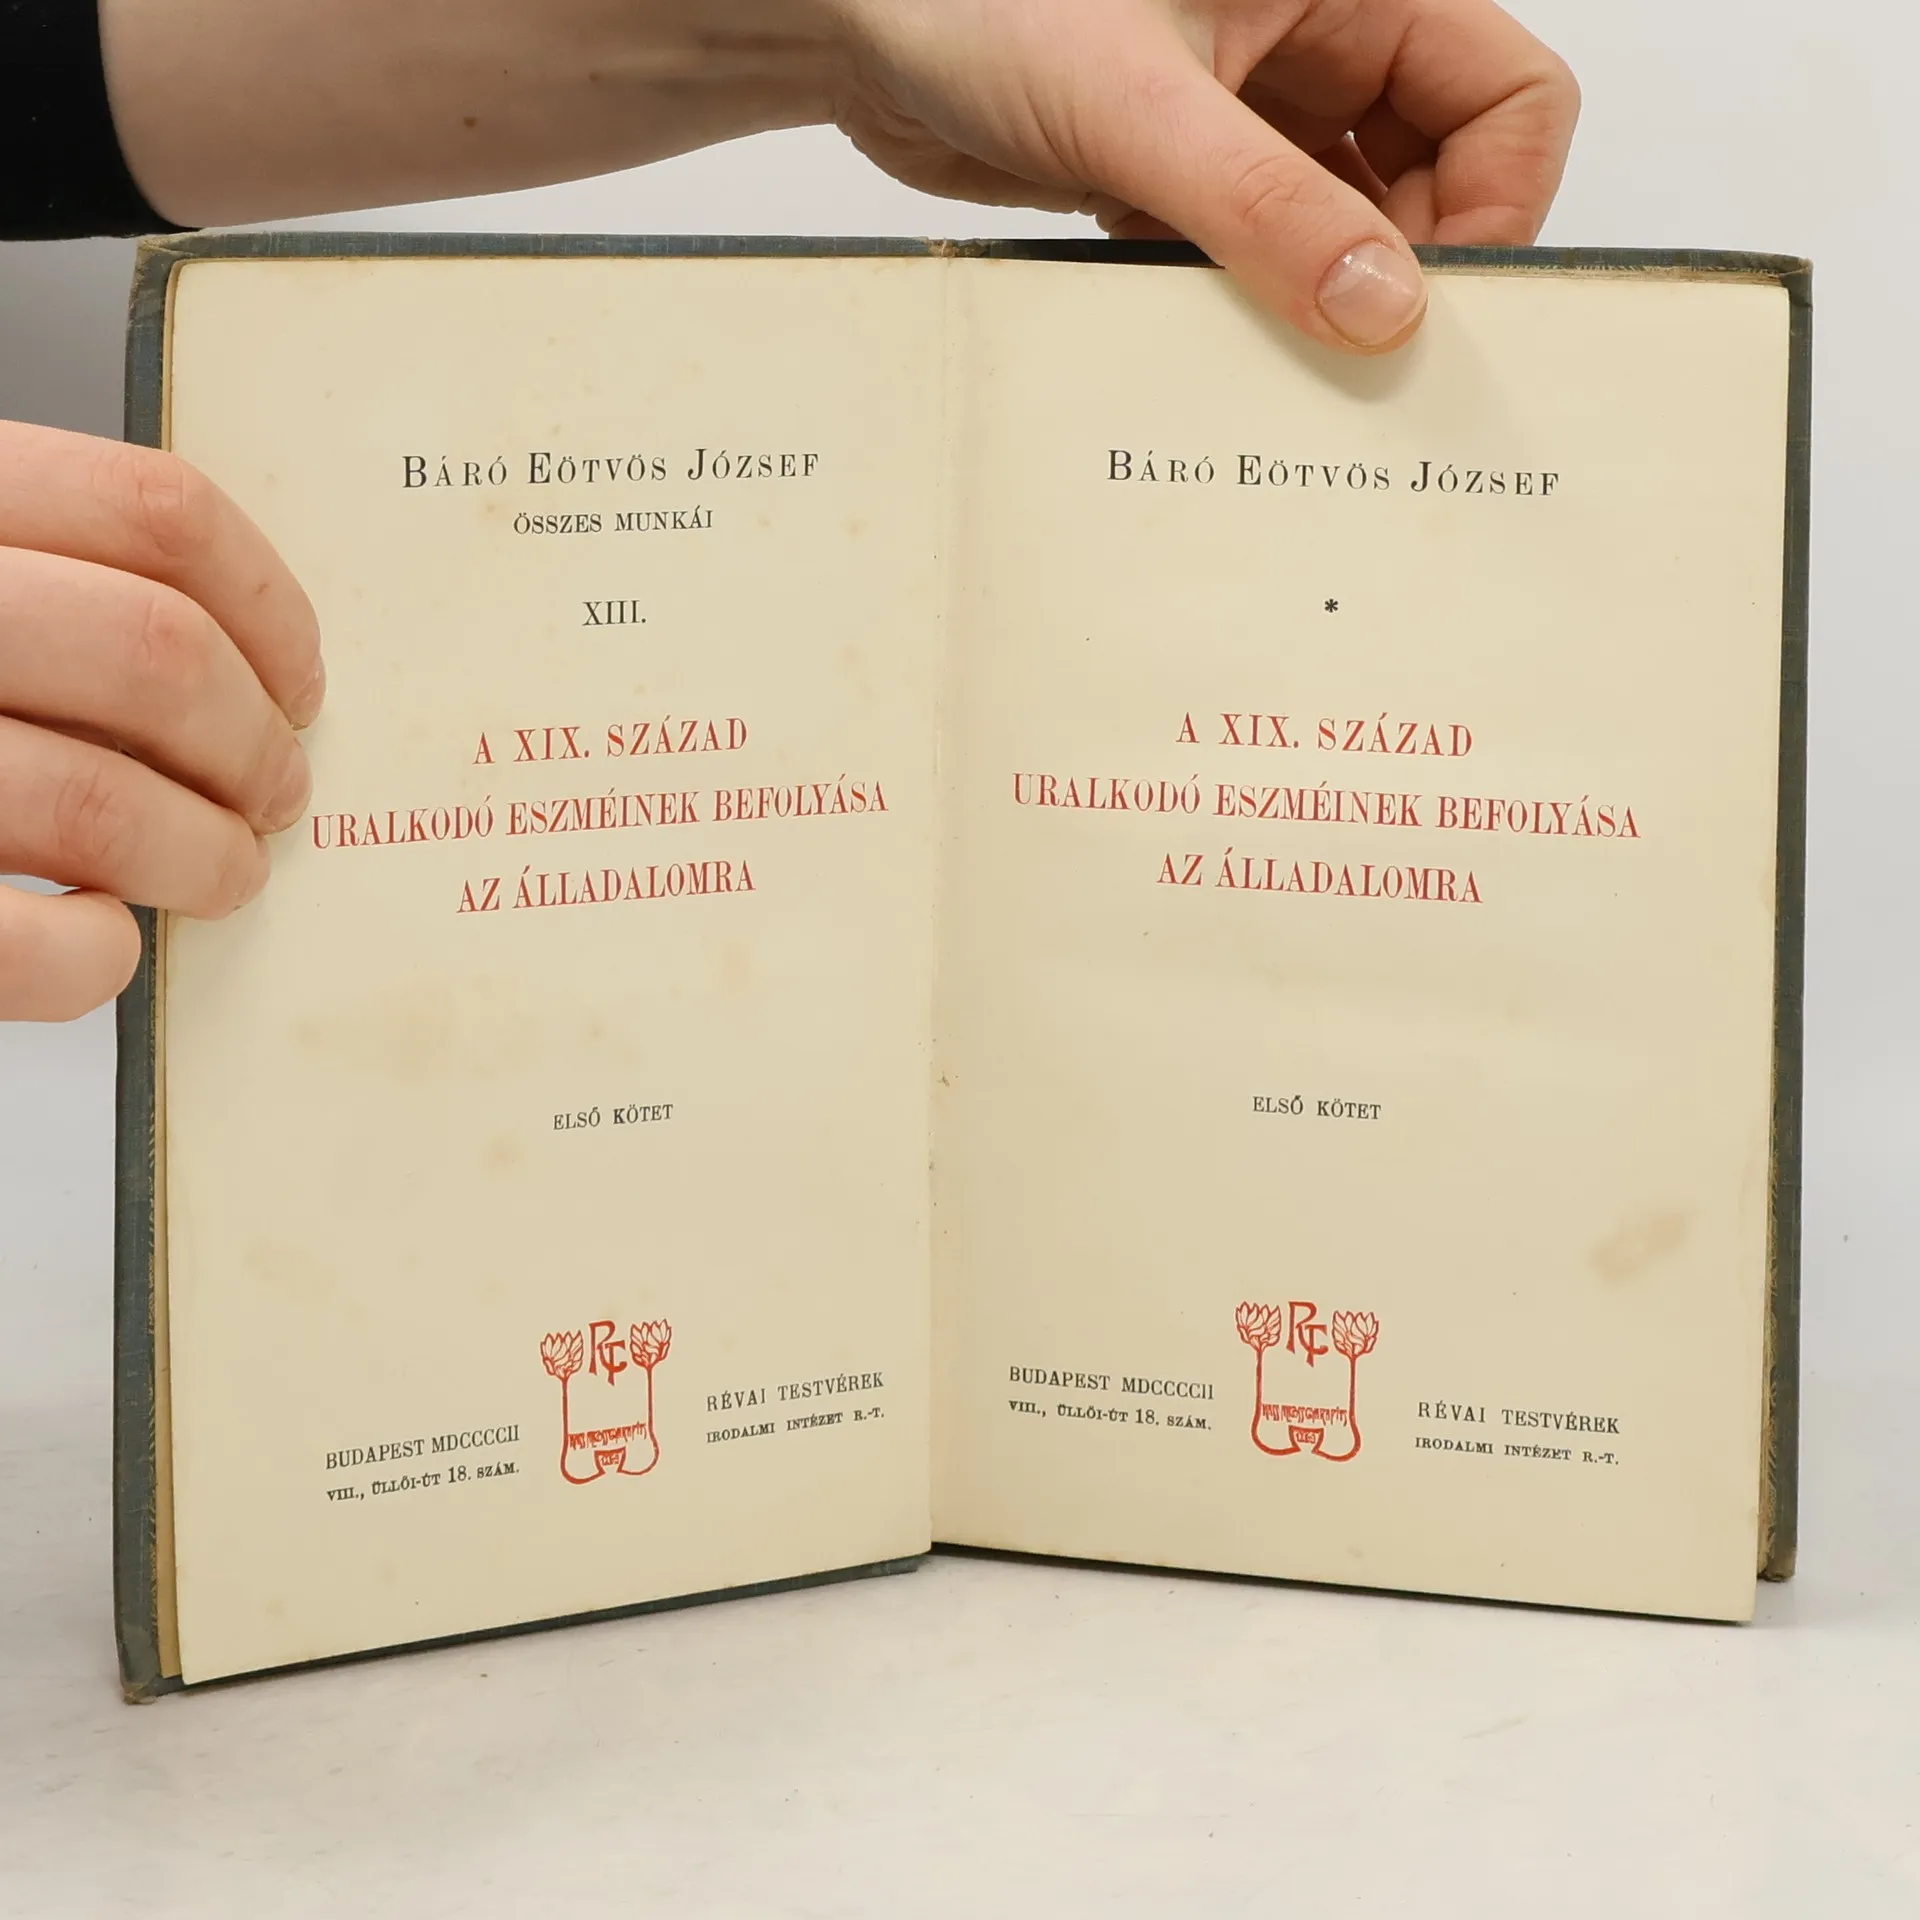 BÁRÓ EÖTVÖS JÓZSEF
ÖSSZES MUNKÁI
XIII.
A XIX. SZÁZAD
URALKODÓ ESZMÉINEK BEFOLYÁSA
AZ ÁLLADALOMRA
ELSŐ KÖTET
BUDAPEST MDCCCCII
VIII., ÜLLŐI-ÚT 18. SZÁM.
RÉVAI TESTVÉREK
IRODALMI INTÉZET R.-T.
BÁRÓ EÖTVÖS JÓZSEF
*
A XIX. SZÁZAD
URALKODÓ ESZMÉINEK BEFOLYÁSA
AZ ÁLLADALOMRA
ELSŐ KÖTET
BUDAPEST MDCCCCII
VIII., ÜLLŐI-ÚT 18. SZÁM.
RÉVAI TESTVÉREK
IRODALMI INTÉZET R.-T.